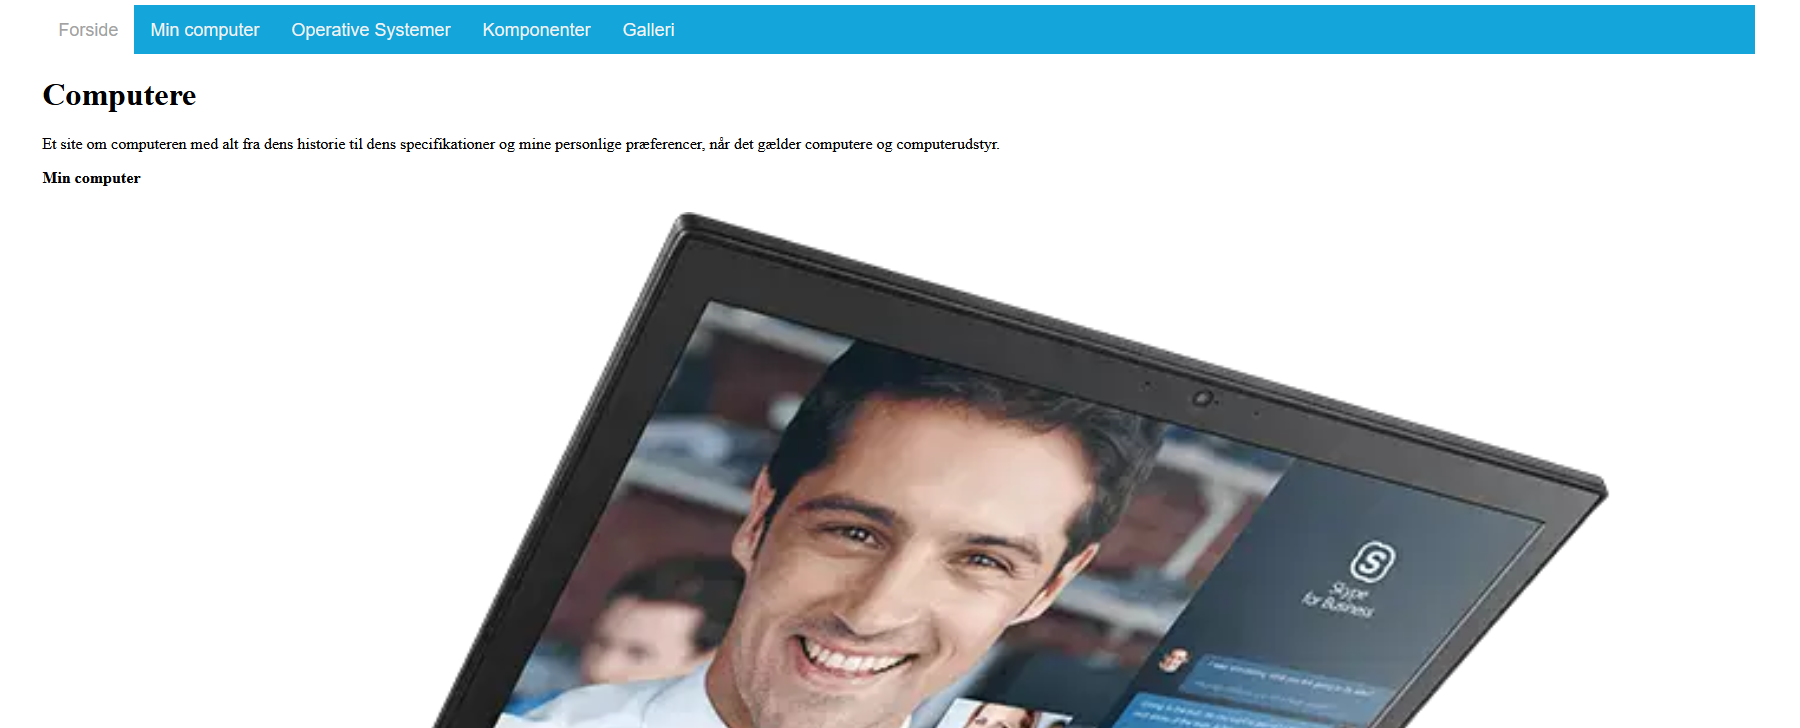 Forside Min computer Operative Systemer Komponenter Galleri
Computere
Et site om computeren med alt fra dens historie til dens specifikationer og mine personlige præferencer, når det gælder computere og computerudstyr.
Min computer
S
Skype
for Business